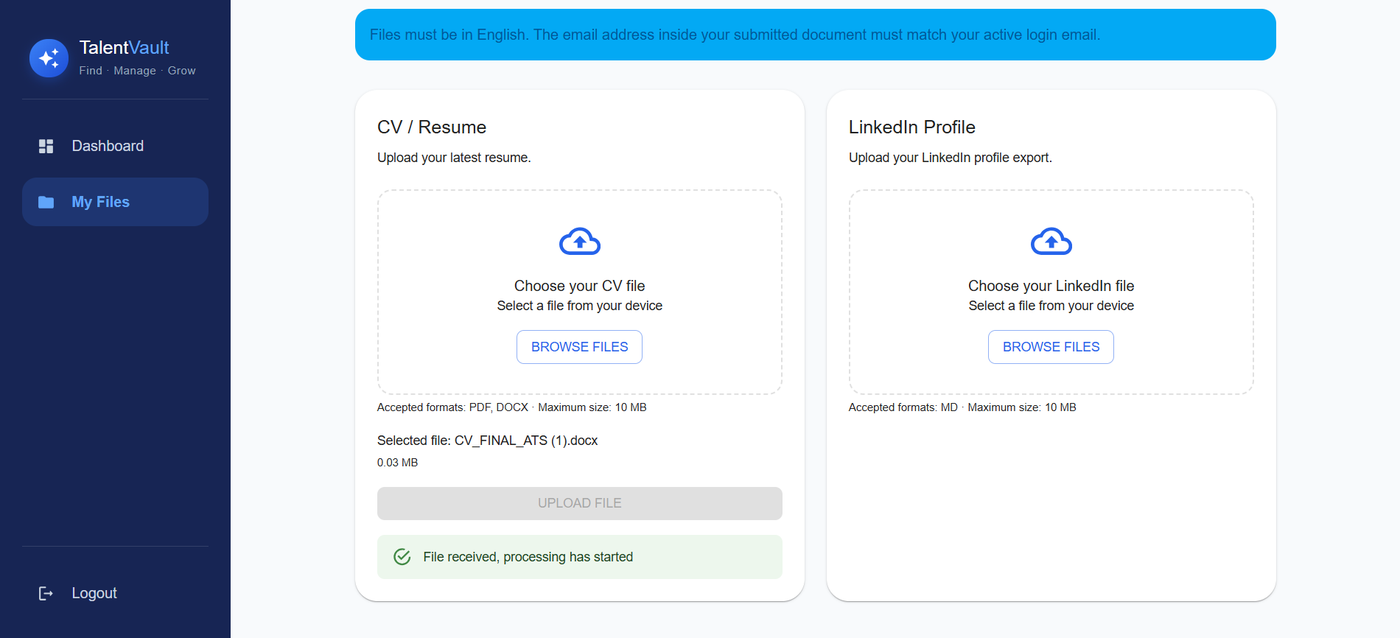 TalentVault
Find · Manage · Grow
Dashboard
My Files
Logout
Files must be in English. The email address inside your submitted document must match your active login email.
CV / Resume
Upload your latest resume.
Choose your CV file
Select a file from your device
BROWSE FILES
Accepted formats: PDF, DOCX · Maximum size: 10 MB
Selected file: CV_FINAL_ATS (1).docx
0.03 MB
UPLOAD FILE
File received, processing has started
LinkedIn Profile
Upload your LinkedIn profile export.
Choose your LinkedIn file
Select a file from your device
BROWSE FILES
Accepted formats: MD · Maximum size: 10 MB